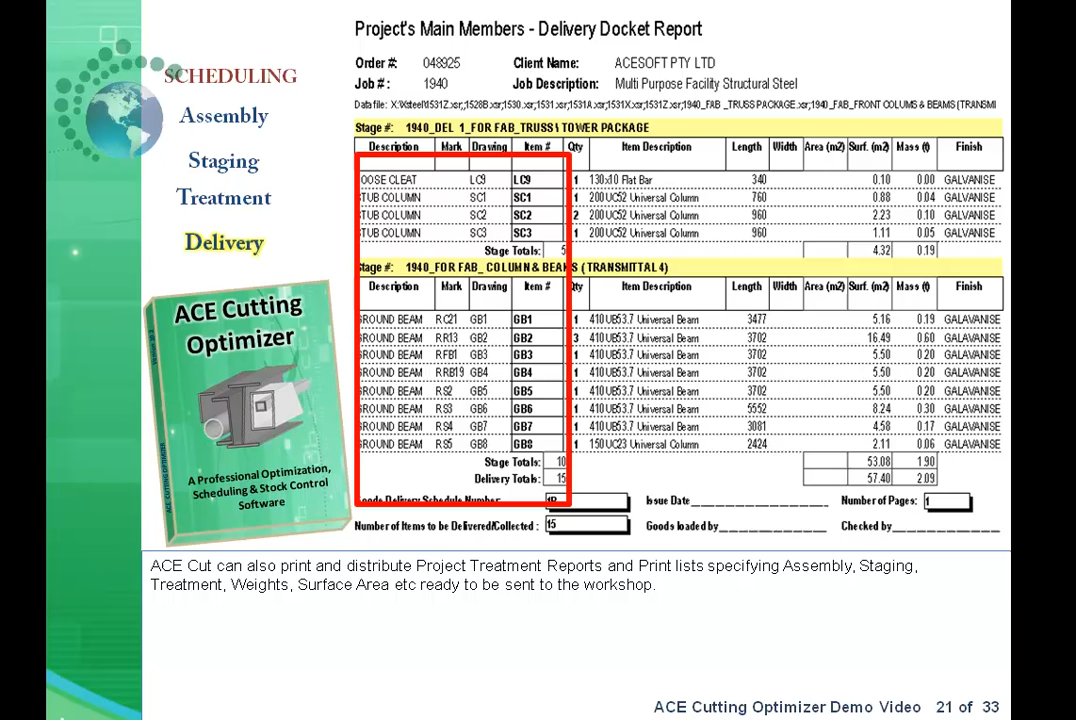 SCHEDULING
Assembly
Staging
Treatment
Delivery
ACE Cutting
Optimizer
A Professional Optimization,
Scheduling & Stock Control
Software
ACE CUTTING OPTIMIZER
Project's Main Members - Delivery Docket Report
Order #: 048925 Client Name: ACESOFT PTY LTD
Job # : 1940 Job Description: Multi Purpose Facility Structural Steel
Stage #: 1940_DEL 1_FOR FAB_TRUSS \ TOWER PACKAGE
Description Mark Drawing Item # Qty Item Description Length Width Area (m2) Surf. (m2) Mass (t) Finish
OOSE CLEAT LC9 LC9 1 130x10 Flat Bar 340 0.10 0.00 GALVANISE
TUB COLUMN SC1 SC1 1 200UC52 Universal Column 760 0.88 0.04 GALVANISE
TUB COLUMN SC2 SC2 2 200UC52 Universal Column 960 2.23 0.10 GALVANISE
TUB COLUMN SC3 SC3 1 200UC52 Universal Column 960 1.11 0.05 GALVANISE
Stage Totals: 5 4.32 0.19
Stage #: 1940_FOR FAB_ COLUMN & BEAMS (TRANSMITTAL 4)
Description Mark Drawing Item # Qty Item Description Length Width Area (m2) Surf. (m2) Mass (t) Finish
GROUND BEAM RC21 GB1 GB1 1 410UB53.7 Universal Beam 3477 5.16 0.19 GALAVANISE
GROUND BEAM RR13 GB2 GB2 3 410UB53.7 Universal Beam 3702 16.49 0.60 GALAVANISE
GROUND BEAM RFB1 GB3 GB3 1 410UB53.7 Universal Beam 3702 5.50 0.20 GALAVANISE
GROUND BEAM RRB19 GB4 GB4 1 410UB53.7 Universal Beam 3702 5.50 0.20 GALAVANISE
GROUND BEAM RS2 GB5 GB5 1 410UB53.7 Universal Beam 3702 5.50 0.20 GALAVANISE
GROUND BEAM RS3 GB6 GB6 1 410UB53.7 Universal Beam 5552 8.24 0.30 GALAVANISE
GROUND BEAM RS4 GB7 GB7 1 410UB53.7 Universal Beam 3081 4.58 0.17 GALAVANISE
GROUND BEAM RS5 GB8 GB8 1 150UC23 Universal Column 2424 2.11 0.06 GALAVANISE
Stage Totals: 10 53.08 1.90
Delivery Totals: 15 57.40 2.09
Goods Delivery Schedule Number Issue Date Number of Pages: 1
Number of Items to be Delivered/Collected : 15 Goods loaded by Checked by
ACE Cut can also print and distribute Project Treatment Reports and Print lists specifying Assembly, Staging,
Treatment, Weights, Surface Area etc ready to be sent to the workshop.
ACE Cutting Optimizer Demo Video 21 of 33